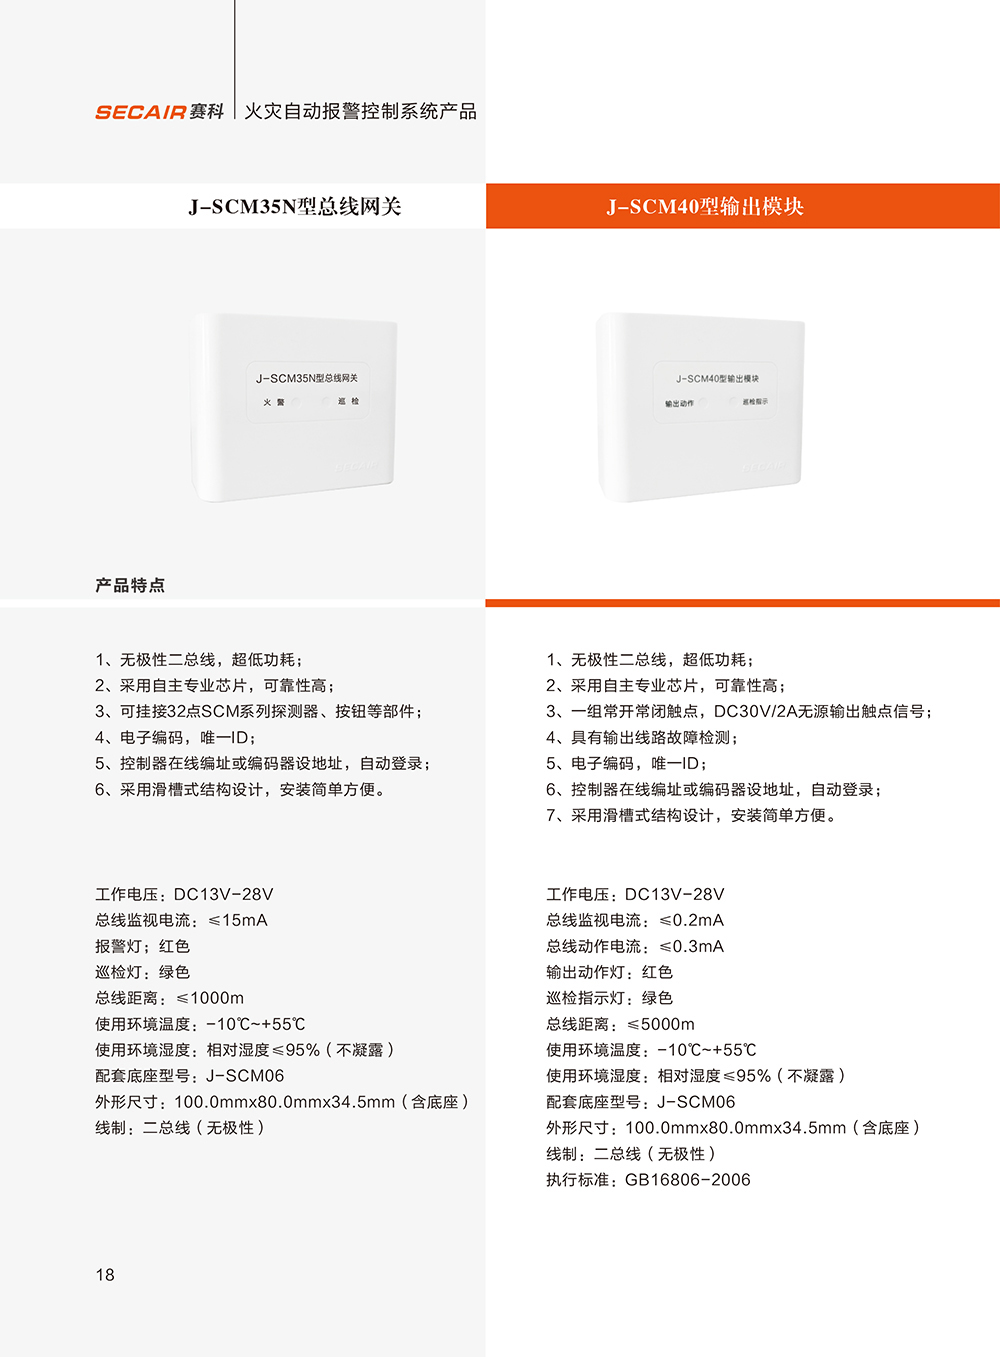 SECAIR赛科 火灾自动报警控制系统产品
J-SCM35N型总线网关
J-SCM35N型总线网关
火 警 巡 检
SECAIR
产品特点
1、无极性二总线，超低功耗；
2、采用自主专业芯片，可靠性高；
3、可挂接32点SCM系列探测器、按钮等部件；
4、电子编码，唯一ID；
5、控制器在线编址或编码器设地址，自动登录；
6、采用滑槽式结构设计，安装简单方便。
工作电压：DC13V-28V
总线监视电流：≤15mA
报警灯；红色
巡检灯：绿色
总线距离：≤1000m
使用环境温度：-10℃~+55℃
使用环境湿度：相对湿度≤95%（不凝露）
配套底座型号：J-SCM06
外形尺寸：100.0mmx80.0mmx34.5mm（含底座）
线制：二总线（无极性）
18
J-SCM40型输出模块
J-SCM40型输出模块
输出动作 巡检指示
SECAIR
1、无极性二总线，超低功耗；
2、采用自主专业芯片，可靠性高；
3、一组常开常闭触点，DC30V/2A无源输出触点信号；
4、具有输出线路故障检测；
5、电子编码，唯一ID；
6、控制器在线编址或编码器设地址，自动登录；
7、采用滑槽式结构设计，安装简单方便。
工作电压：DC13V-28V
总线监视电流：≤0.2mA
总线动作电流：≤0.3mA
输出动作灯：红色
巡检指示灯：绿色
总线距离：≤5000m
使用环境温度：-10℃~+55℃
使用环境湿度：相对湿度≤95%（不凝露）
配套底座型号：J-SCM06
外形尺寸：100.0mmx80.0mmx34.5mm（含底座）
线制：二总线（无极性）
执行标准：GB16806-2006